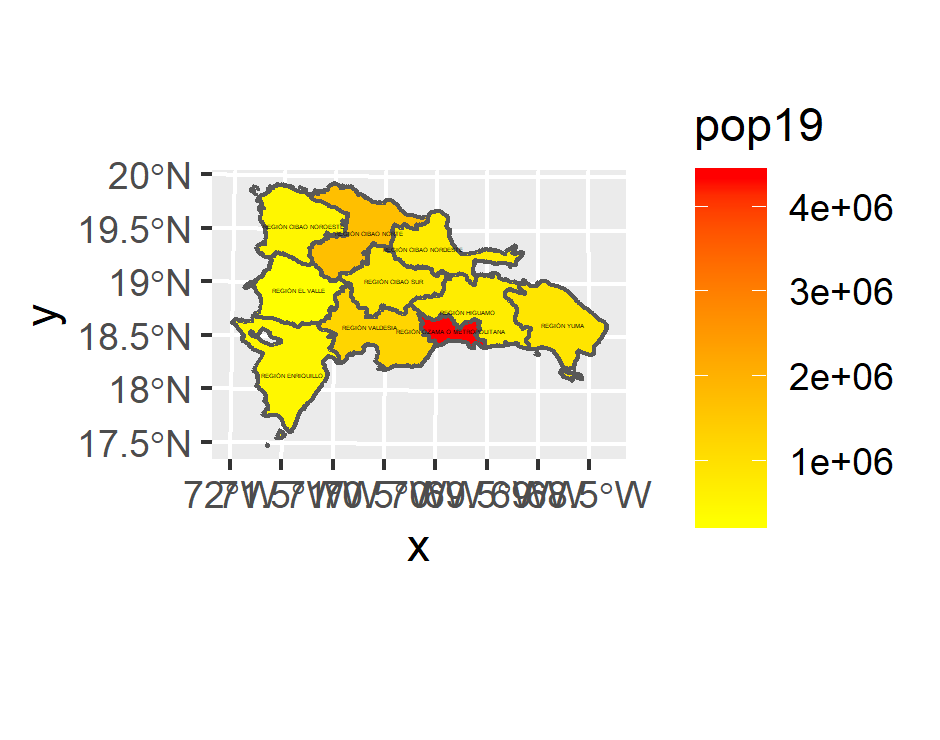 pop19
20°N
19.5°N
19°N
18.5°N
18°N
17.5°N
y
4e+06
3e+06
2e+06
1e+06
REGIÓN CIBAO NOROESTE
REGIÓN CIBAO NORTE
REGIÓN CIBAO NORDESTE
REGIÓN CIBAO SUR
REGIÓN EL VALLE
REGIÓN HIGUAMO
REGIÓN YUMA
REGIÓN VALDESIA
REGIÓN OZAMA O METROPOLITANA
REGIÓN ENRIQUILLO
72°W 71.5°W 71°W 70.5°W 70°W 69.5°W 69°W 68.5°W
x